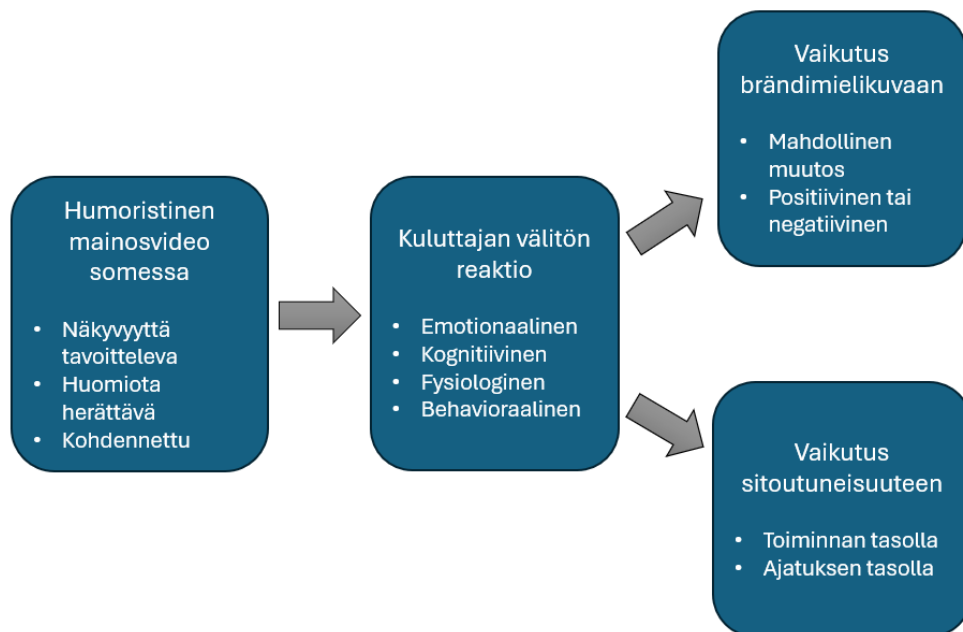 Humoristinen
mainosvideo
somessa
• Näkyvyyttä
tavoitteleva
• Huomiota
herättävä
• Kohdennettu
Kuluttajan välitön
reaktio
• Emotionaalinen
• Kognitiivinen
• Fysiologinen
• Behavioraalinen
Vaikutus
brändimielikuvaan
• Mahdollinen
muutos
• Positiivinen tai
negatiivinen
Vaikutus
sitoutuneisuuteen
• Toiminnan tasolla
• Ajatuksen tasolla